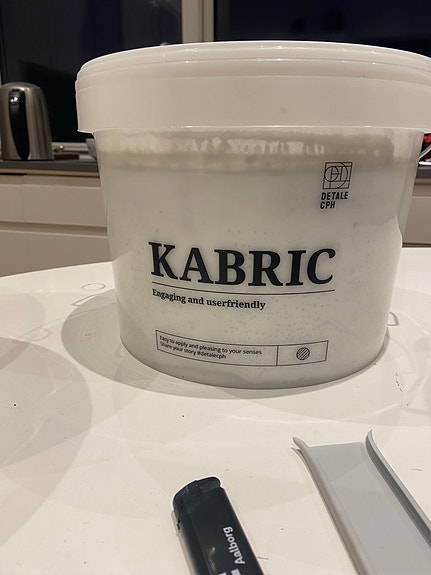 DETALE
CPH
KABRIC
Engaging and userfriendly
Easy to apply and pleasing to your senses
Share your story #detalecph
Aalborg